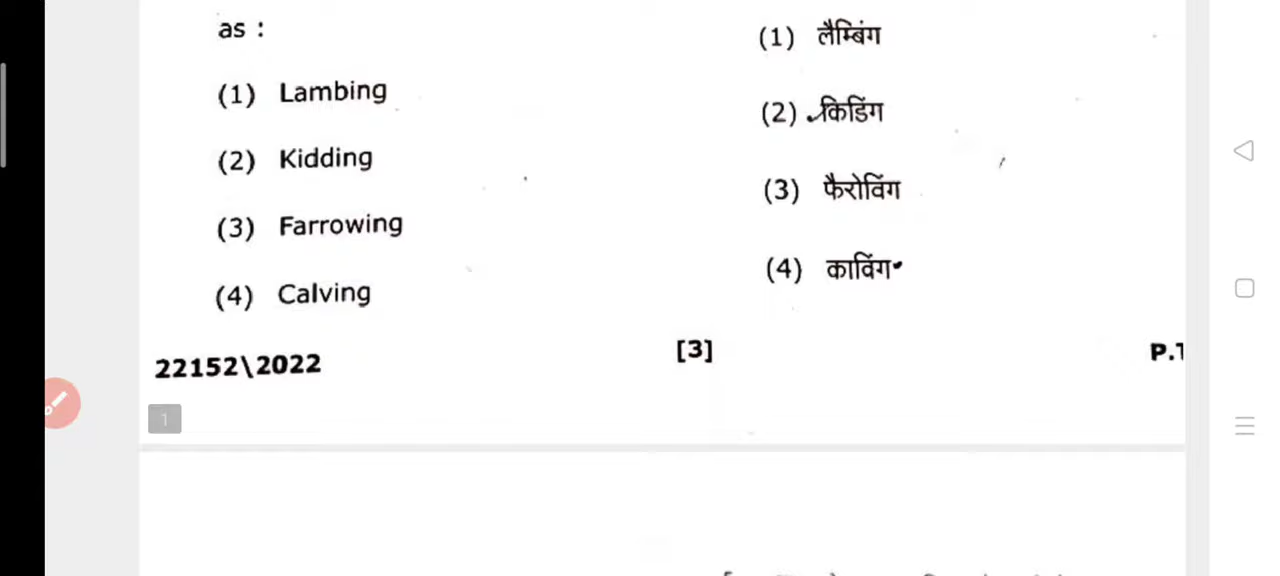 as :
(1) Lambing
(2) Kidding
(3) Farrowing
(4) Calving
(1) लैम्बिंग
(2) किडिंग
(3) फैरोविंग
(4) काविंग
22152\2022
[3]
1